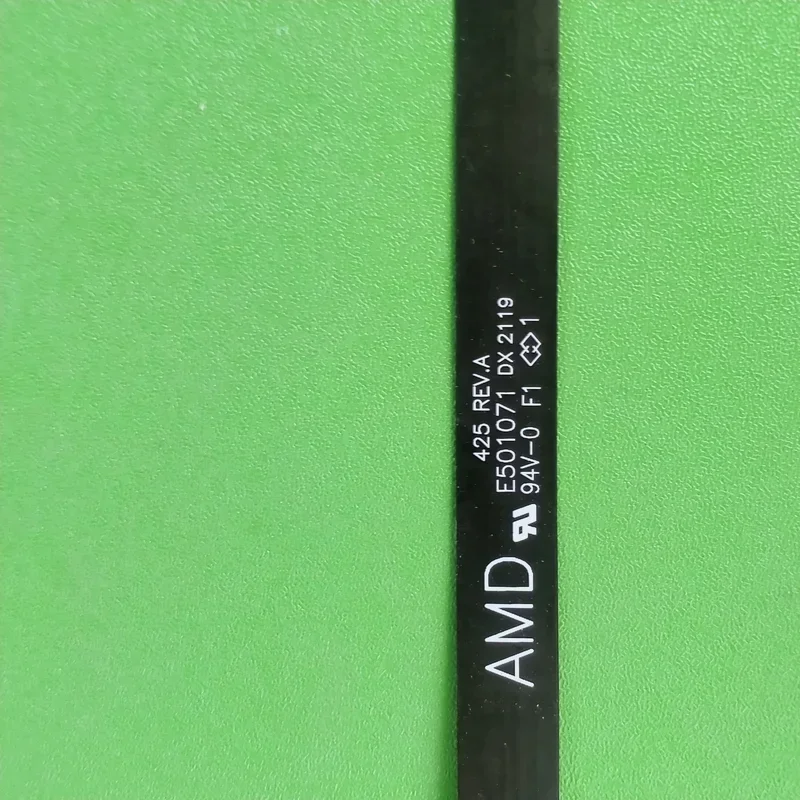 425 REV.A
E501071 DX 2119
94V-0 F1 1
AMD